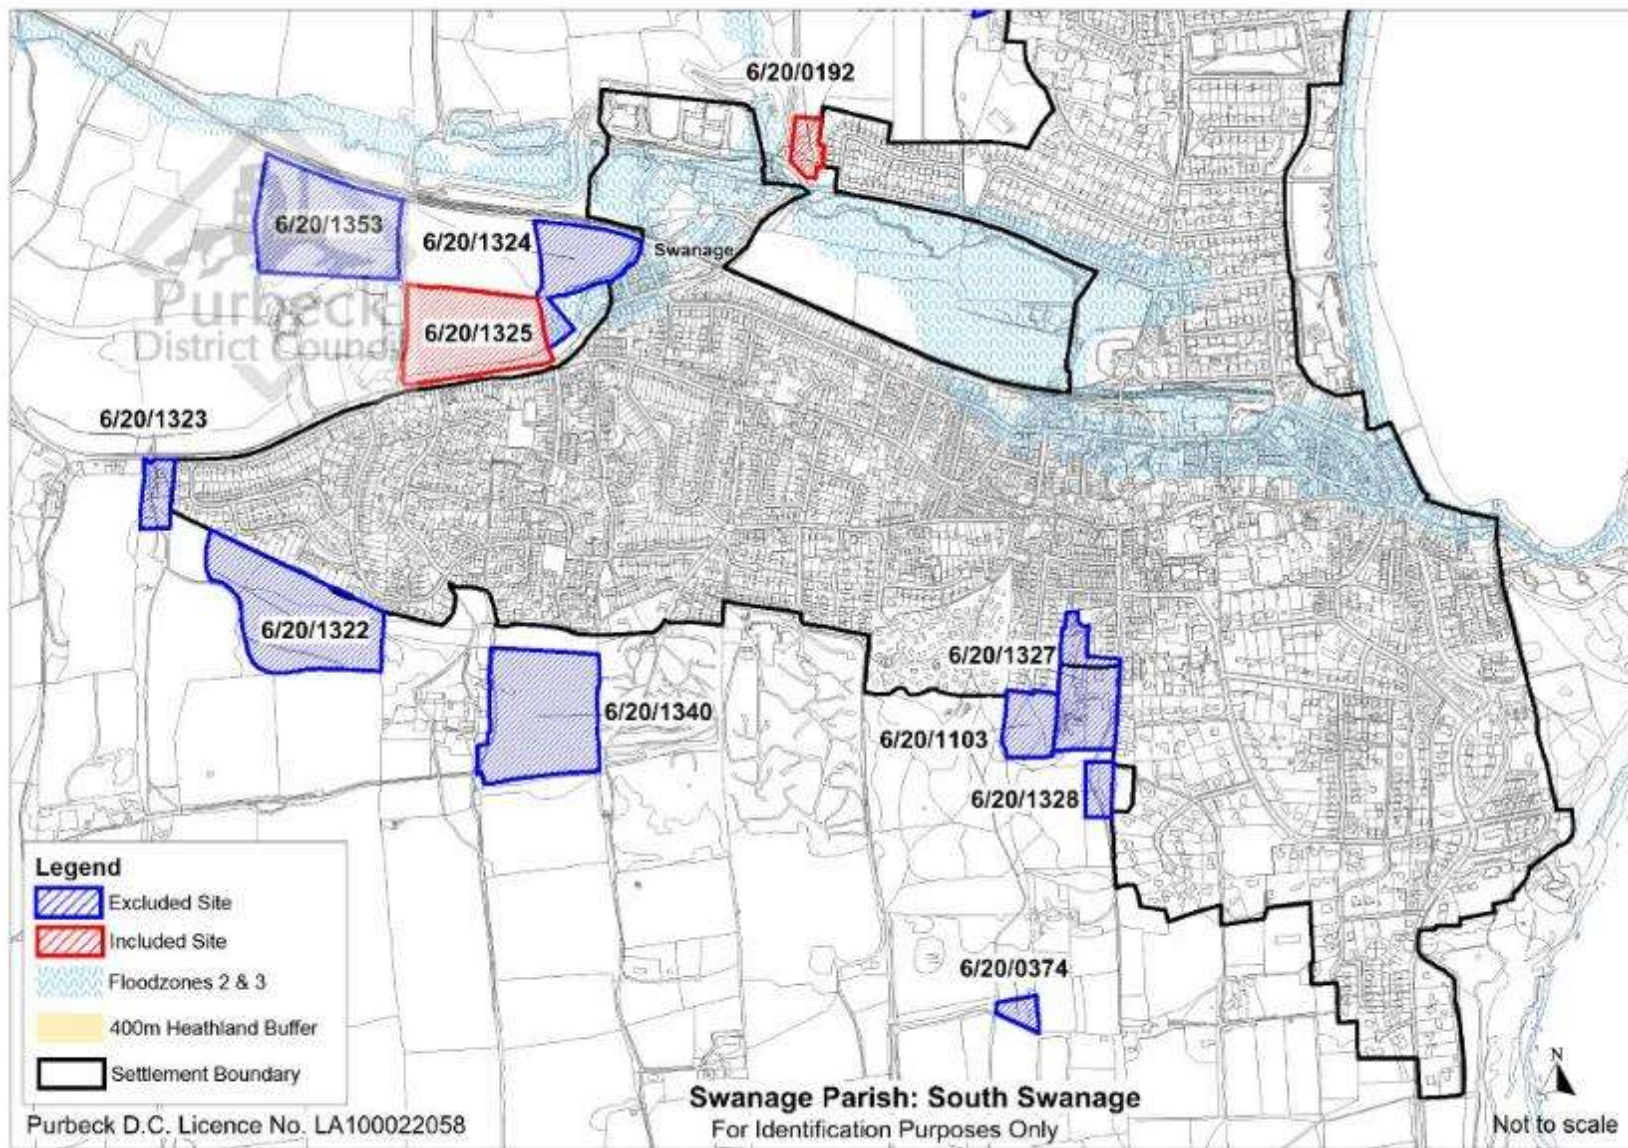 6/20/0192
6/20/1353
6/20/1324
Swanage
Purbeck
District Council
6/20/1325
6/20/1323
6/20/1322
6/20/1327
6/20/1340
6/20/1103
6/20/1328
6/20/0374
Legend
Excluded Site
Included Site
Floodzones 2 & 3
400m Heathland Buffer
Settlement Boundary
N
Swanage Parish: South Swanage
For Identification Purposes Only
Purbeck D.C. Licence No. LA100022058
Not to scale